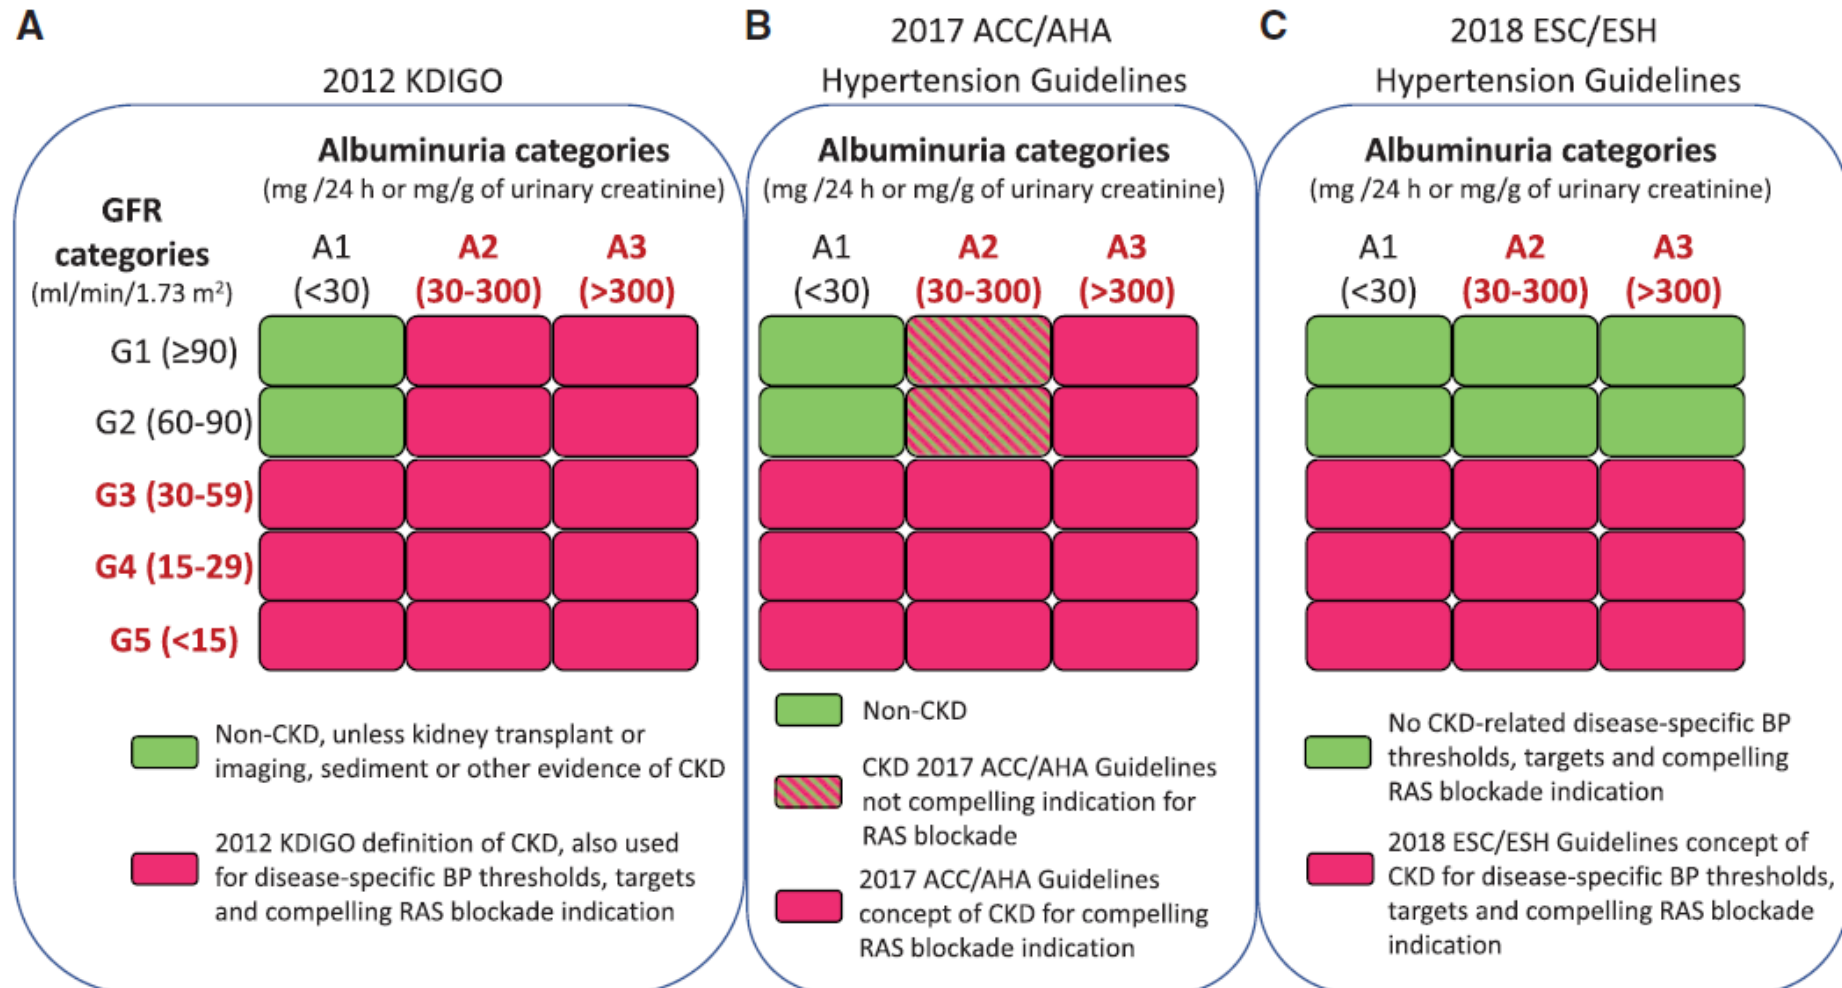 A
2012 KDIGO
Albuminuria categories
(mg /24 h or mg/g of urinary creatinine)
GFR
categories
(ml/min/1.73 m²)
A1
(<30)
A2
(30-300)
A3
(>300)
G1 (≥90)
G2 (60-90)
G3 (30-59)
G4 (15-29)
G5 (<15)
Non-CKD, unless kidney transplant or
imaging, sediment or other evidence of CKD
2012 KDIGO definition of CKD, also used
for disease-specific BP thresholds, targets
and compelling RAS blockade indication
B
2017 ACC/AHA
Hypertension Guidelines
Albuminuria categories
(mg /24 h or mg/g of urinary creatinine)
A1
(<30)
A2
(30-300)
A3
(>300)
Non-CKD
CKD 2017 ACC/AHA Guidelines
not compelling indication for
RAS blockade
2017 ACC/AHA Guidelines
concept of CKD for compelling
RAS blockade indication
C
2018 ESC/ESH
Hypertension Guidelines
Albuminuria categories
(mg /24 h or mg/g of urinary creatinine)
A1
(<30)
A2
(30-300)
A3
(>300)
No CKD-related disease-specific BP
thresholds, targets and compelling
RAS blockade indication
2018 ESC/ESH Guidelines concept of
CKD for disease-specific BP thresholds,
targets and compelling RAS blockade
indication